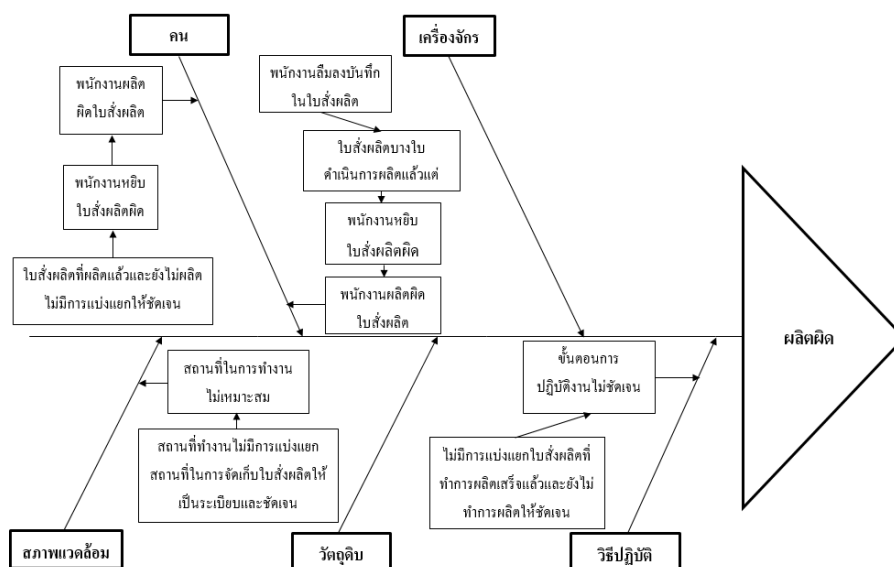 คน
เครื่องจักร
พนักงานผลิต
ผิดใบสั่งผลิต
พนักงานหยิบ
ใบสั่งผลิตผิด
ใบสั่งผลิตที่ผลิตแล้วและยังไม่ผลิต
ไม่มีการแบ่งแยกให้ชัดเจน
พนักงานลืมลงบันทึก
ในใบสั่งผลิต
ใบสั่งผลิตบางใบ
ดำเนินการผลิตแล้วแต่
พนักงานหยิบ
ใบสั่งผลิตผิด
พนักงานผลิตผิด
ใบสั่งผลิต
ผลิตผิด
สถานที่ในการทำงาน
ไม่เหมาะสม
สถานที่ทำงานไม่มีการแบ่งแยก
สถานที่ในการจัดเก็บใบสั่งผลิตให้
เป็นระเบียบและชัดเจน
ขั้นตอนการ
ปฏิบัติงานไม่ชัดเจน
ไม่มีการแบ่งแยกใบสั่งผลิตที่
ทำการผลิตเสร็จแล้วและยังไม่
ทำการผลิตให้ชัดเจน
สภาพแวดล้อม
วัตถุดิบ
วิธีปฏิบัติ